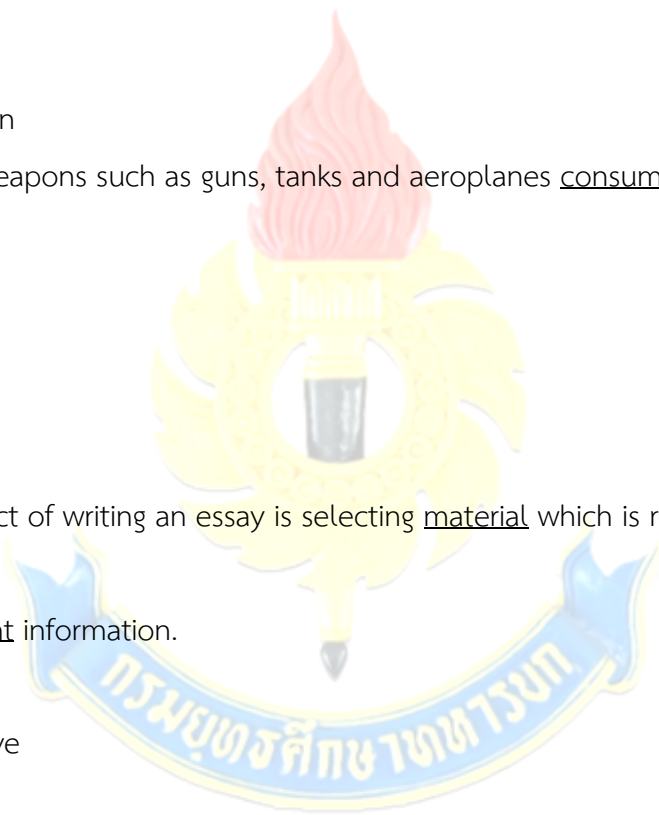 n
eapons such as guns, tanks and aeroplanes consum
ct of writing an essay is selecting material which is r
at information.
ve
กรมยุทธศึกษาทหารบก